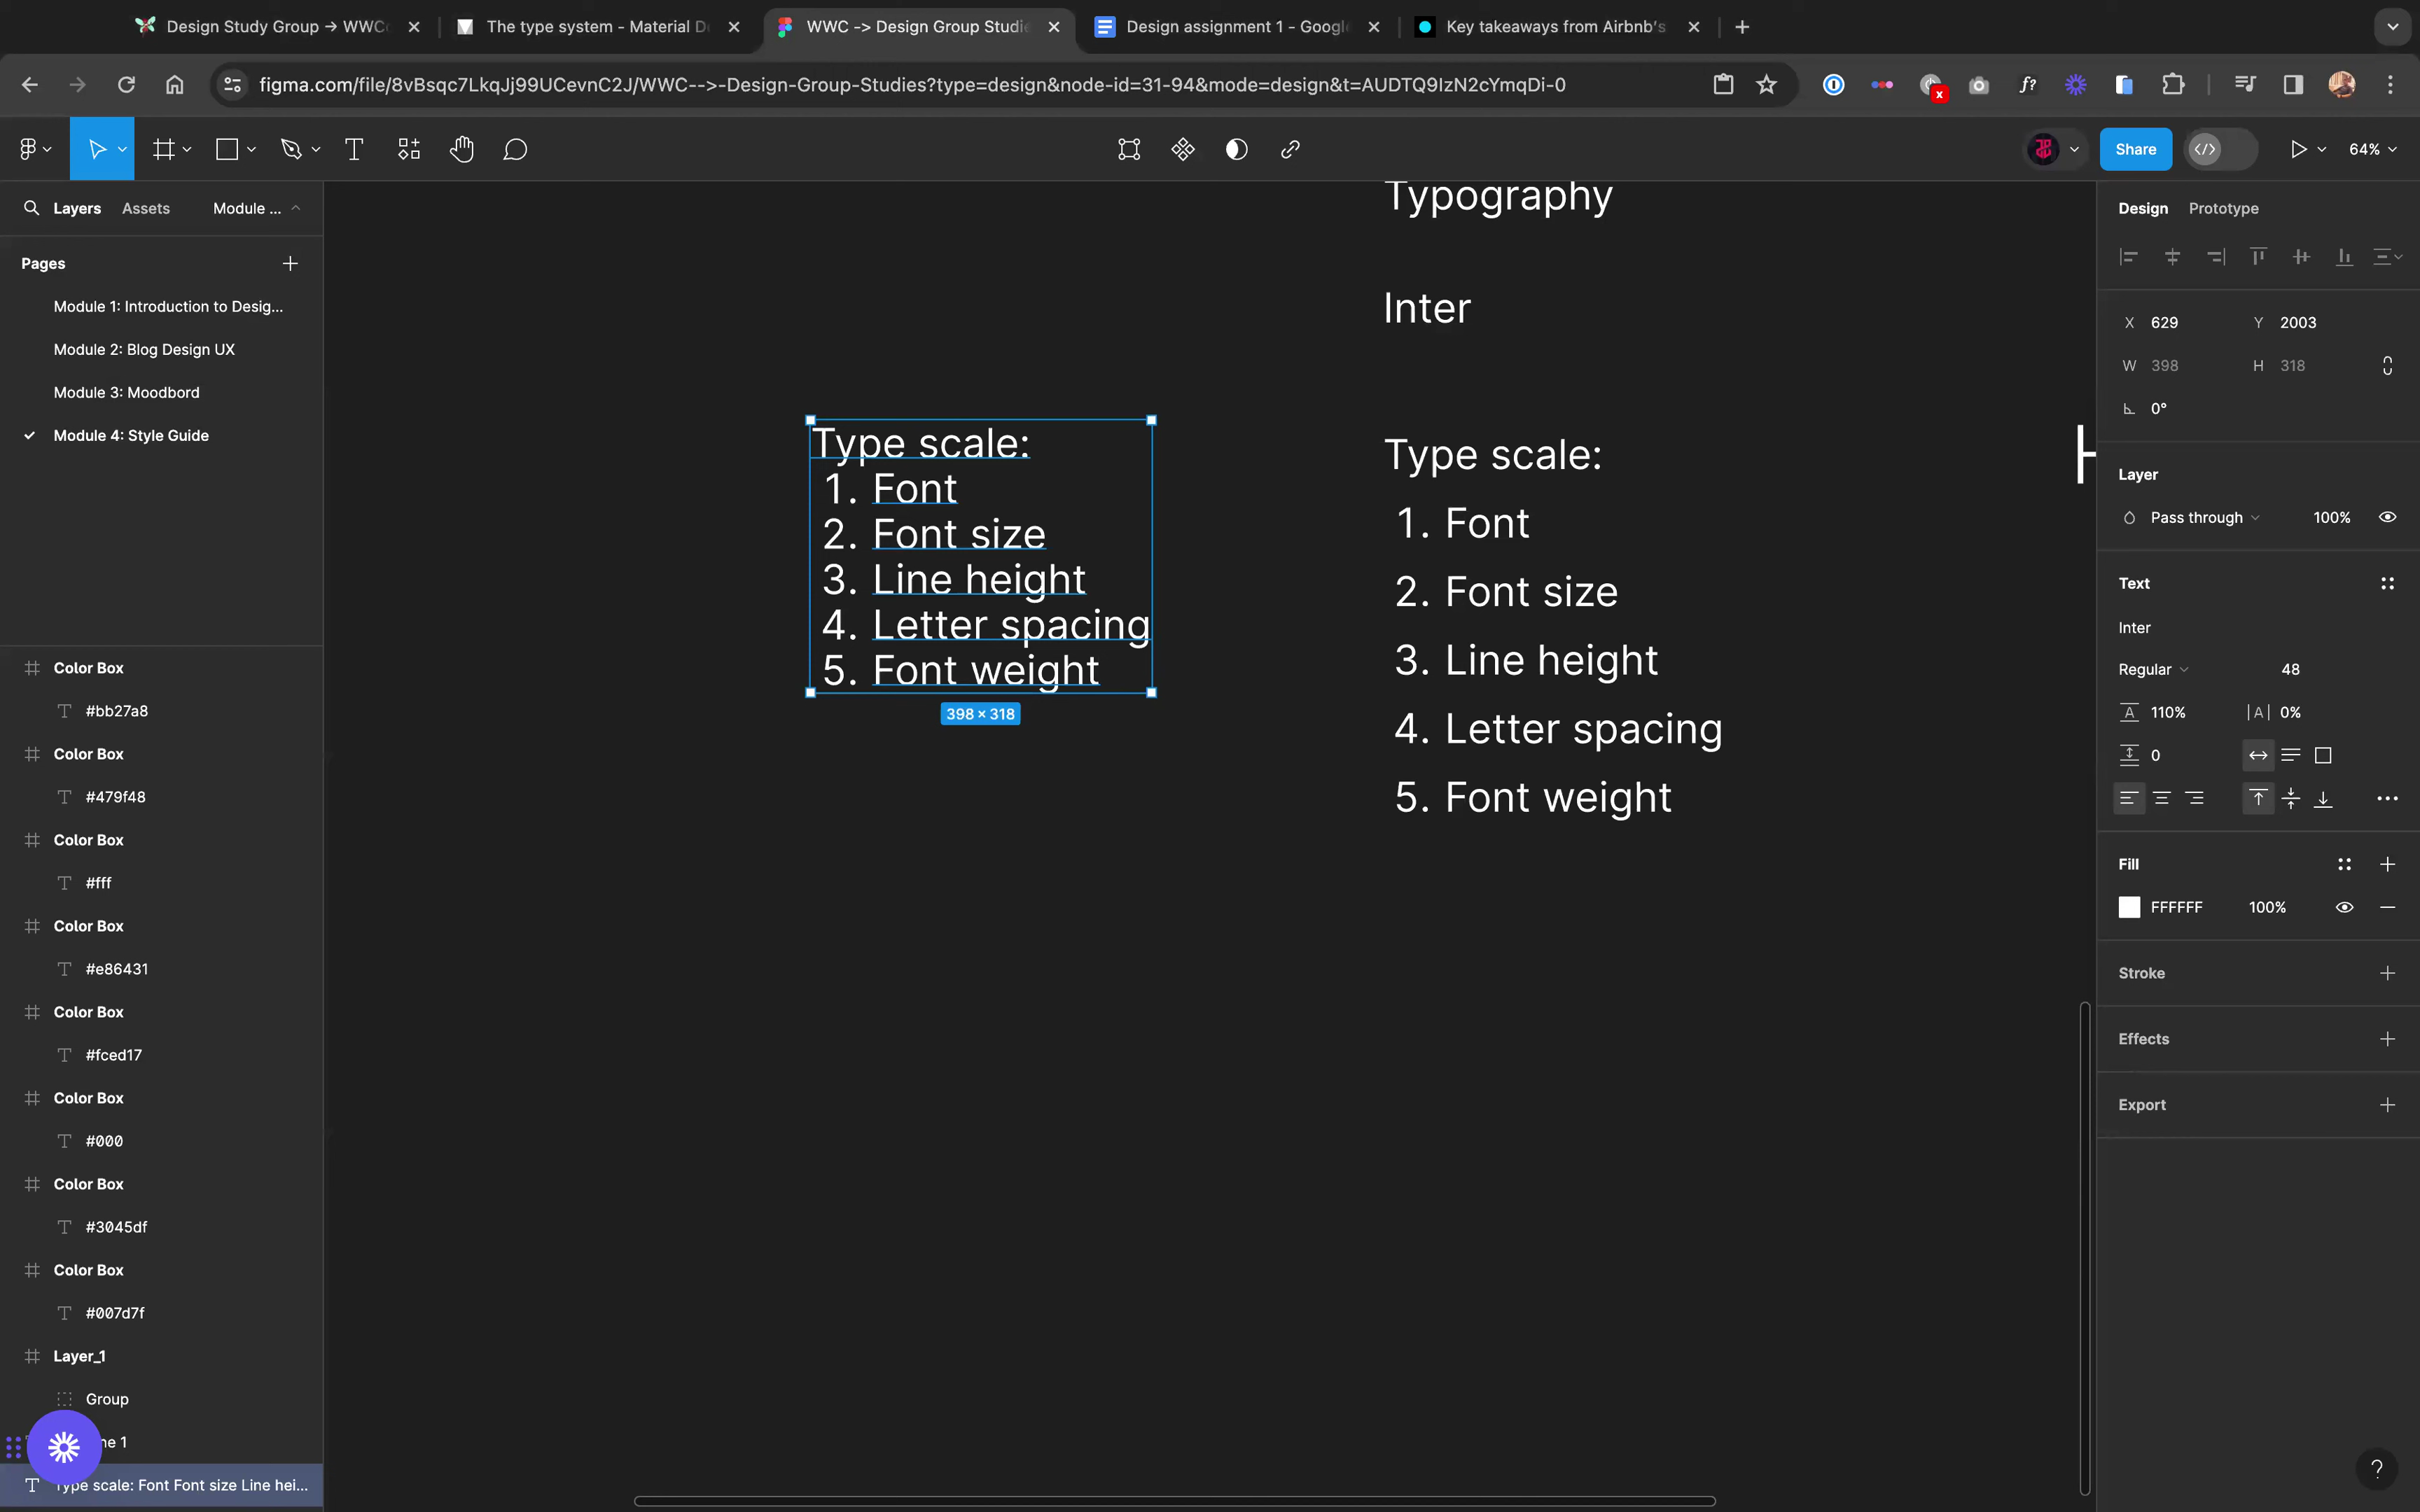 Design Study Group → WWC
The type system - Material D
WWC -> Design Group Studi
Design assignment 1 - Googl
Key takeaways from Airbnb's
figma.com/file/8vBsqc7LkqJj99UCevnC2J/WWC-->-Design-Group-Studies?type=design&node-id=31-94&mode=design&t=AUDTQ9IzN2cYmqDi-0
Share
64%
Layers
Assets
Module ...
Pages
Module 1: Introduction to Desig...
Module 2: Blog Design UX
Module 3: Moodbord
Module 4: Style Guide
Color Box
#bb27a8
Color Box
#479f48
Color Box
#fff
Color Box
#e86431
Color Box
#fced17
Color Box
#000
Color Box
#3045df
Color Box
#007d7f
Layer_1
Group
ne 1
Type scale: Font Font size Line hei...
Type scale:
1. Font
2. Font size
3. Line height
4. Letter spacing
5. Font weight
398 × 318
Typography
Inter
Type scale:
1. Font
2. Font size
3. Line height
4. Letter spacing
5. Font weight
Design
Prototype
X 629
Y 2003
W 398
H 318
0°
Layer
Pass through
100%
Text
Inter
Regular
48
110%
0%
0
Fill
FFFFFF
100%
Stroke
Effects
Export
?